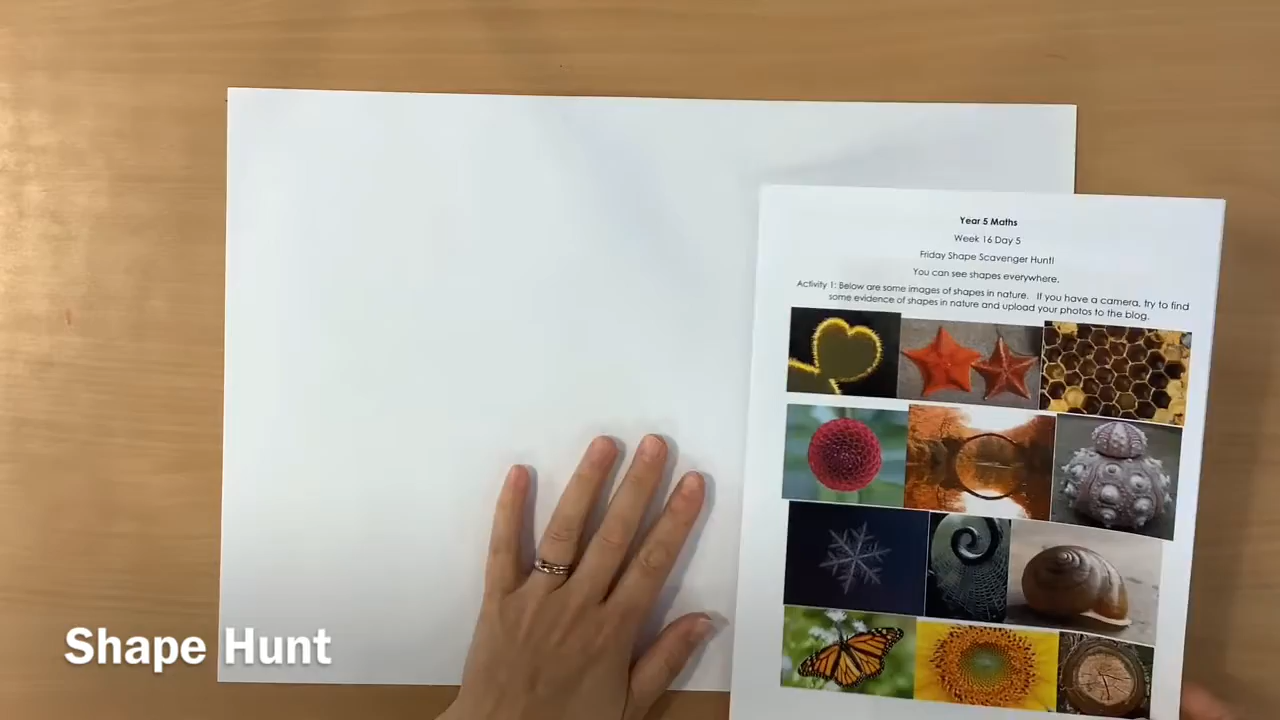 Year 5 Maths
Week 16 Day 5
Friday Shape Scavenger Hunt!
You can see shapes everywhere.
Activity 1: Below are some images of shapes in nature. If you have a camera, try to find
some evidence of shapes in nature and upload your photos to the blog.
Shape Hunt